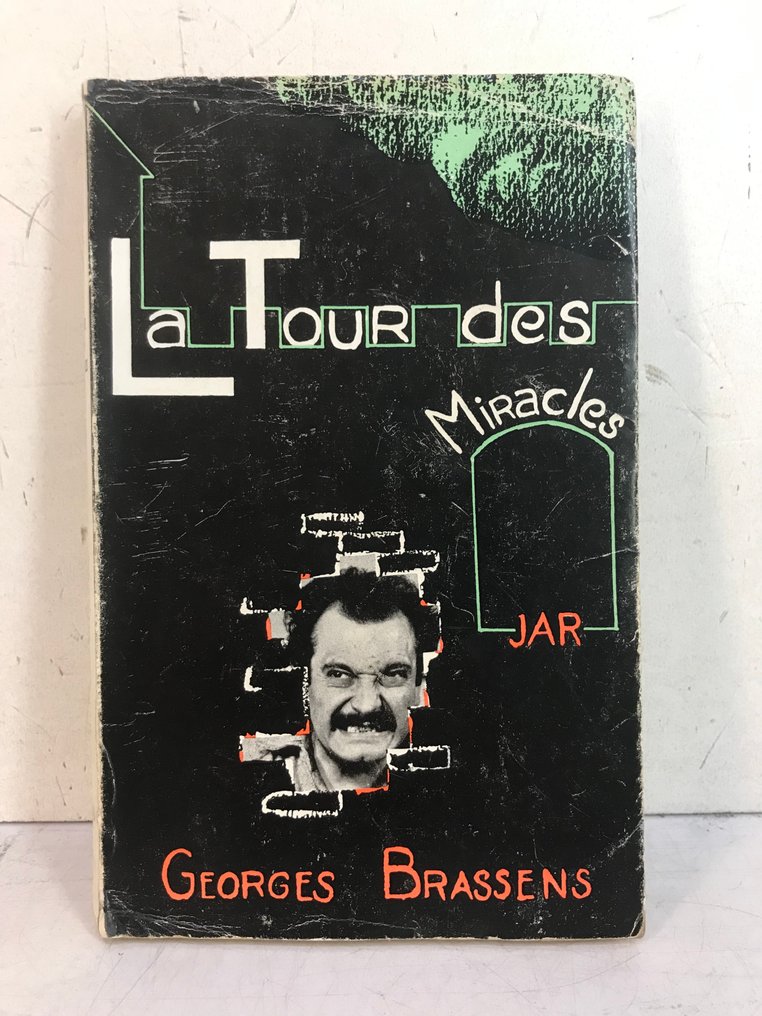 La Tour des
Miracles
JAR
Georges Brassens